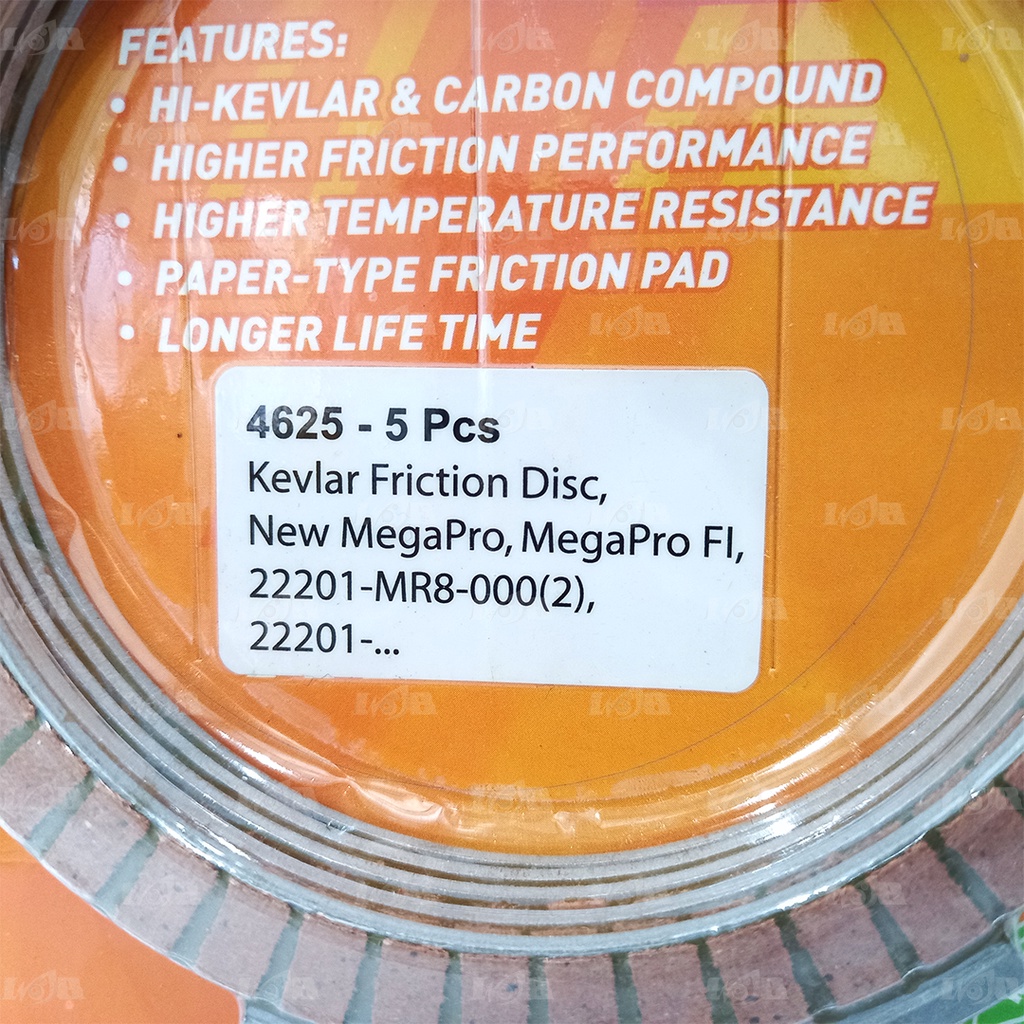 FEATURES:
• HI-KEVLAR & CARBON COMPOUND
• HIGHER FRICTION PERFORMANCE
• HIGHER TEMPERATURE RESISTANCE
• PAPER-TYPE FRICTION PAD
• LONGER LIFE TIME
4625 - 5 Pcs
Kevlar Friction Disc,
New MegaPro, MegaPro FI,
22201-MR8-000(2),
22201-...